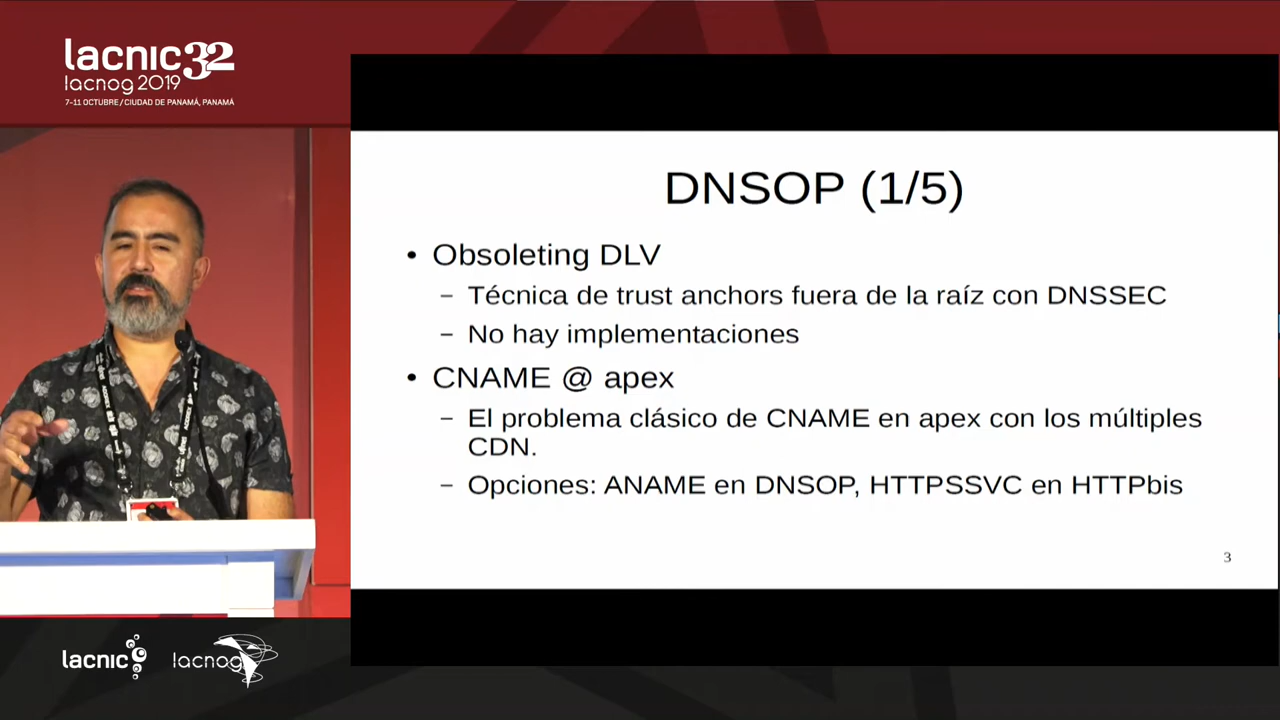 lacnic 32
lacnog 2019
7-11 OCTUBRE / CIUDAD DE PANAMÁ, PANAMÁ
DNSOP (1/5)
• Obsoleting DLV
– Técnica de trust anchors fuera de la raíz con DNSSEC
– No hay implementaciones
• CNAME @ apex
– El problema clásico de CNAME en apex con los múltiples
CDN.
– Opciones: ANAME en DNSOP, HTTPSSVC en HTTPbis
3
lacnic
lacnog